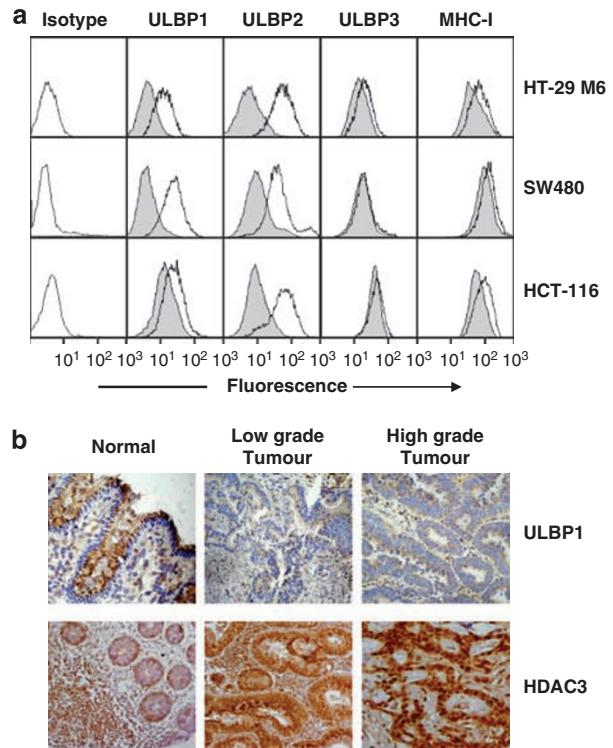 a
Isotype ULBP1 ULBP2 ULBP3 MHC-I
HT-29 M6
SW480
HCT-116
10¹ 10² 10³ 10¹ 10² 10³ 10¹ 10² 10³ 10¹ 10² 10³ 10¹ 10² 10³
Fluorescence
b
Normal
Low grade
Tumour
High grade
Tumour
ULBP1
HDAC3